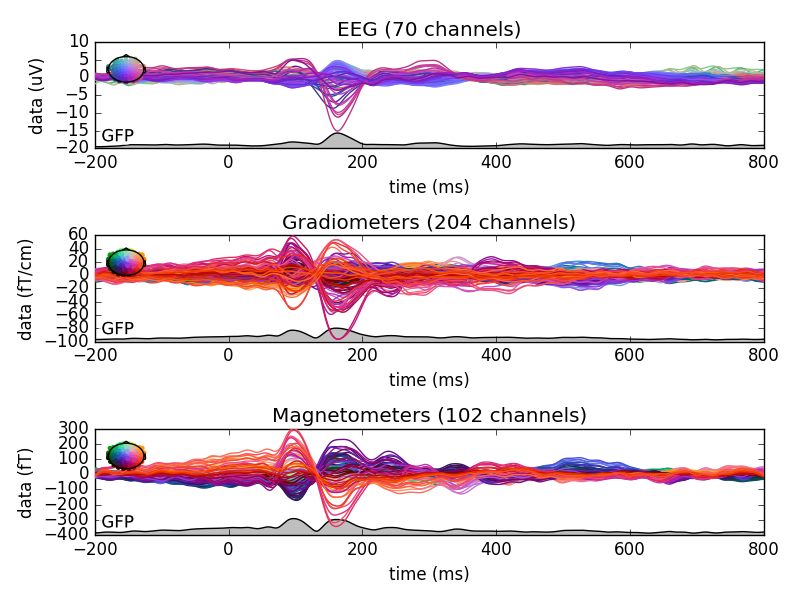 EEG (70 channels)
10
5
0
−5
−10
−15
−20
data (uV)
GFP
−200 0 200 400 600 800
time (ms)
Gradiometers (204 channels)
60
40
20
0
−20
−40
−60
−80
−100
data (fT/cm)
GFP
−200 0 200 400 600 800
time (ms)
Magnetometers (102 channels)
300
200
100
0
−100
−200
−300
−400
data (fT)
GFP
−200 0 200 400 600 800
time (ms)